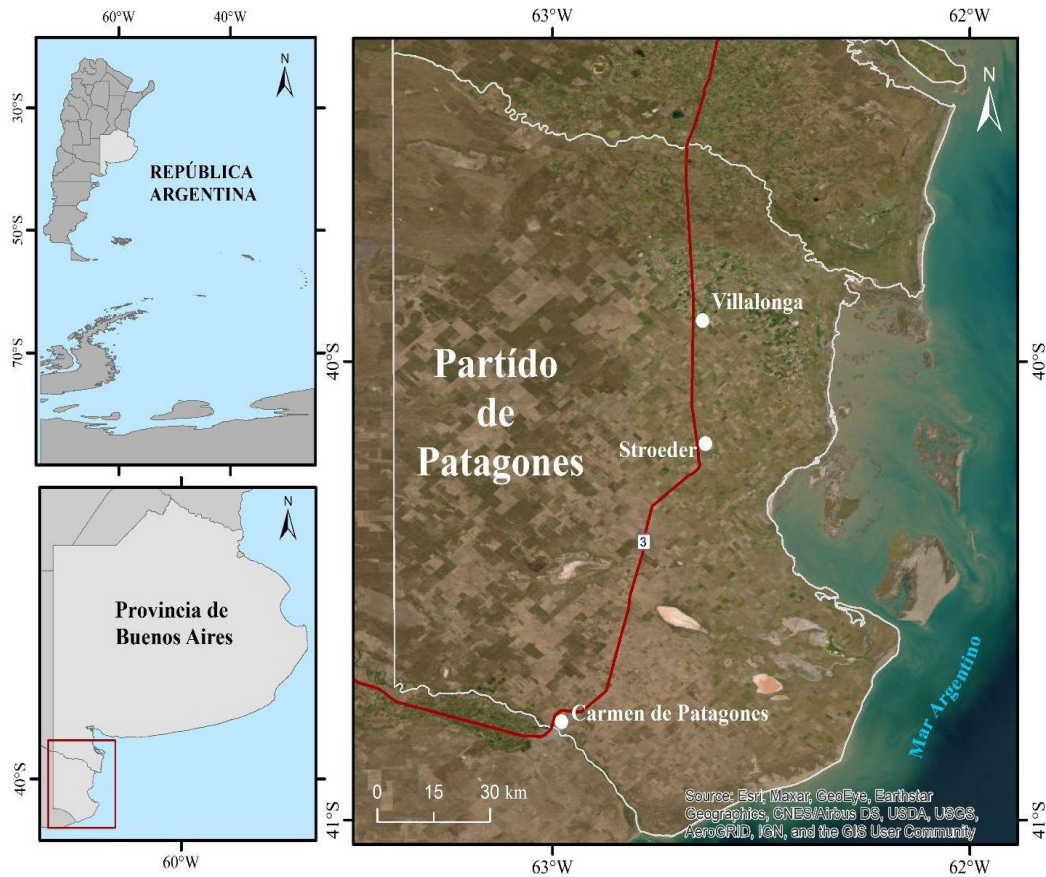 60°W
40°W
N
30°S
50°S
70°S
REPÚBLICA
ARGENTINA
N
Provincia de
Buenos Aires
40°S
60°W
63°W
62°W
N
Villalonga
40°S
40°S
Partído
de
Patagones
Stroeder
3
Carmen de Patagones
Mar Argentino
0 15 30 km
Source: Esri, Maxar, GeoEye, Earthstar
Geographics, CNES/Airbus DS, USDA, USGS,
AeroGRID, IGN, and the GIS User Community
41°S
41°S
63°W
62°W